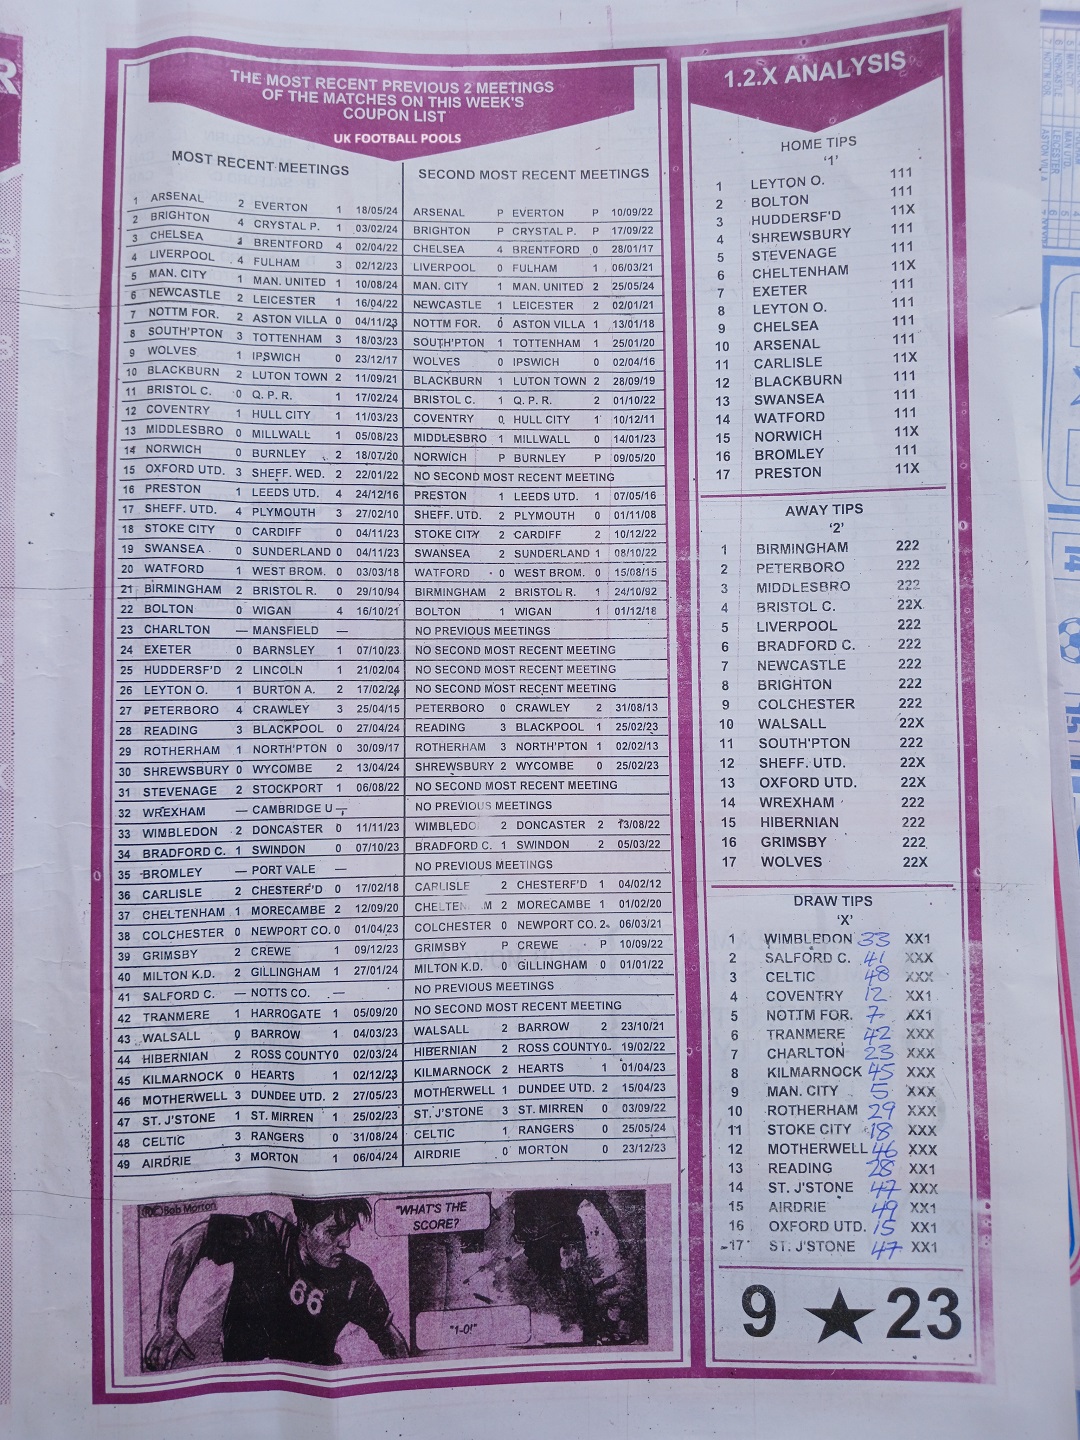 THE MOST RECENT PREVIOUS 2 MEETINGS
OF THE MATCHES ON THIS WEEK'S
COUPON LIST
UK FOOTBALL POOLS
MOST RECENT MEETINGS SECOND MOST RECENT MEETINGS
1 ARSENAL 2 EVERTON 1 18/05/24 ARSENAL P EVERTON P 10/09/22
2 BRIGHTON 4 CRYSTAL P. 1 03/02/24 BRIGHTON P CRYSTAL P. P 17/09/22
3 CHELSEA 1 BRENTFORD 4 02/04/22 CHELSEA 4 BRENTFORD 0 28/01/17
4 LIVERPOOL 4 FULHAM 3 02/12/23 LIVERPOOL 0 FULHAM 1 06/03/21
5 MAN. CITY 1 MAN. UNITED 1 10/08/24 MAN. CITY 1 MAN. UNITED 2 25/05/24
6 NEWCASTLE 2 LEICESTER 1 16/04/22 NEWCASTLE 1 LEICESTER 2 02/01/21
7 NOTTM FOR. 2 ASTON VILLA 0 04/11/23 NOTTM FOR. 0 ASTON VILLA 1 13/01/18
8 SOUTH'PTON 3 TOTTENHAM 3 18/03/23 SOUTH'PTON 1 TOTTENHAM 1 25/01/20
9 WOLVES 1 IPSWICH 0 23/12/17 WOLVES 0 IPSWICH 0 02/04/16
10 BLACKBURN 2 LUTON TOWN 2 11/09/21 BLACKBURN 1 LUTON TOWN 2 28/09/19
11 BRISTOL C. 0 Q. P. R. 1 17/02/24 BRISTOL C. 1 Q. P. R. 2 01/10/22
12 COVENTRY 1 HULL CITY 1 11/03/23 COVENTRY 0 HULL CITY 1 10/12/11
13 MIDDLESBRO 0 MILLWALL 1 05/08/23 MIDDLESBRO 1 MILLWALL 0 14/01/23
14 NORWICH 0 BURNLEY 2 18/07/20 NORWICH P BURNLEY P 09/05/20
15 OXFORD UTD. 3 SHEFF. WED. 2 22/01/22 NO SECOND MOST RECENT MEETING
16 PRESTON 1 LEEDS UTD. 4 24/12/16 PRESTON 1 LEEDS UTD. 1 07/05/16
17 SHEFF. UTD. 4 PLYMOUTH 3 27/02/10 SHEFF. UTD. 2 PLYMOUTH 0 01/11/08
18 STOKE CITY 0 CARDIFF 0 04/11/23 STOKE CITY 2 CARDIFF 2 10/12/22
19 SWANSEA 0 SUNDERLAND 0 04/11/23 SWANSEA 2 SUNDERLAND 1 08/10/22
20 WATFORD 1 WEST BROM. 0 03/03/18 WATFORD 0 WEST BROM. 0 15/08/15
21 BIRMINGHAM 2 BRISTOL R. 0 29/10/94 BIRMINGHAM 2 BRISTOL R. 1 24/10/92
22 BOLTON 0 WIGAN 4 16/10/21 BOLTON 1 WIGAN 1 01/12/18
23 CHARLTON — MANSFIELD — NO PREVIOUS MEETINGS
24 EXETER 0 BARNSLEY 1 07/10/23 NO SECOND MOST RECENT MEETING
25 HUDDERSF'D 2 LINCOLN 1 21/02/04 NO SECOND MOST RECENT MEETING
26 LEYTON O. 1 BURTON A. 2 17/02/24 NO SECOND MOST RECENT MEETING
27 PETERBORO 4 CRAWLEY 3 25/04/15 PETERBORO 0 CRAWLEY 2 31/08/13
28 READING 3 BLACKPOOL 0 27/04/24 READING 3 BLACKPOOL 1 25/02/23
29 ROTHERHAM 1 NORTH'PTON 0 30/09/17 ROTHERHAM 3 NORTH'PTON 1 02/02/13
30 SHREWSBURY 0 WYCOMBE 2 13/04/24 SHREWSBURY 2 WYCOMBE 0 25/02/23
31 STEVENAGE 2 STOCKPORT 1 06/08/22 NO SECOND MOST RECENT MEETING
32 WREXHAM — CAMBRIDGE U — NO PREVIOUS MEETINGS
33 WIMBLEDON 2 DONCASTER 0 11/11/23 WIMBLEDO 2 DONCASTER 2 13/08/22
34 BRADFORD C. 1 SWINDON 0 07/10/23 BRADFORD C. 1 SWINDON 2 05/03/22
35 BROMLEY — PORT VALE — NO PREVIOUS MEETINGS
36 CARLISLE 2 CHESTERF'D 0 17/02/18 CARLISLE 2 CHESTERF'D 1 04/02/12
37 CHELTENHAM 1 MORECAMBE 2 12/09/20 CHELTEN M 2 MORECAMBE 1 01/02/20
38 COLCHESTER 0 NEWPORT CO. 0 01/04/23 COLCHESTER 0 NEWPORT CO. 2 06/03/21
39 GRIMSBY 2 CREWE 1 09/12/23 GRIMSBY P CREWE P 10/09/22
40 MILTON K.D. 2 GILLINGHAM 1 27/01/24 MILTON K.D. 0 GILLINGHAM 0 01/01/22
41 SALFORD C. — NOTTS CO. — NO PREVIOUS MEETINGS
42 TRANMERE 1 HARROGATE 1 05/09/20 NO SECOND MOST RECENT MEETING
43 WALSALL 0 BARROW 1 04/03/23 WALSALL 2 BARROW 2 23/10/21
44 HIBERNIAN 2 ROSS COUNTY 0 02/03/24 HIBERNIAN 2 ROSS COUNTY 0 19/02/22
45 KILMARNOCK 0 HEARTS 1 02/12/23 KILMARNOCK 2 HEARTS 1 01/04/23
46 MOTHERWELL 3 DUNDEE UTD. 2 27/05/23 MOTHERWELL 1 DUNDEE UTD. 2 15/04/23
47 ST. J'STONE 1 ST. MIRREN 1 25/02/23 ST. J'STONE 3 ST. MIRREN 0 03/09/22
48 CELTIC 3 RANGERS 0 31/08/24 CELTIC 1 RANGERS 0 25/05/24
49 AIRDRIE 3 MORTON 1 06/04/24 AIRDRIE 0 MORTON 0 23/12/23
Bob Morton
"WHAT'S THE
SCORE?
66
"1-0!"
1.2.X ANALYSIS
HOME TIPS
'1'
1 LEYTON O. 111
2 BOLTON 111
3 HUDDERSF'D 11X
4 SHREWSBURY 111
5 STEVENAGE 111
6 CHELTENHAM 11X
7 EXETER 111
8 LEYTON O. 111
9 CHELSEA 111
10 ARSENAL 111
11 CARLISLE 11X
12 BLACKBURN 111
13 SWANSEA 111
14 WATFORD 111
15 NORWICH 11X
16 BROMLEY 111
17 PRESTON 11X
AWAY TIPS
'2'
1 BIRMINGHAM 222
2 PETERBORO 222
3 MIDDLESBRO 222
4 BRISTOL C. 22X
5 LIVERPOOL 222
6 BRADFORD C. 222
7 NEWCASTLE 222
8 BRIGHTON 222
9 COLCHESTER 222
10 WALSALL 22X
11 SOUTH'PTON 222
12 SHEFF. UTD. 22X
13 OXFORD UTD. 22X
14 WREXHAM 222
15 HIBERNIAN 222
16 GRIMSBY 222
17 WOLVES 22X
DRAW TIPS
'X'
1 WIMBLEDON 33 XX1
2 SALFORD C. 41 XXX
3 CELTIC 48 XXX
4 COVENTRY 12 XX1
5 NOTTM FOR. 7 XX1
6 TRANMERE 42 XXX
7 CHARLTON 23 XXX
8 KILMARNOCK 45 XXX
9 MAN. CITY 5 XXX
10 ROTHERHAM 29 XXX
11 STOKE CITY 18 XXX
12 MOTHERWELL 46 XXX
13 READING 28 XX1
14 ST. J'STONE 47 XXX
15 AIRDRIE 49 XX1
16 OXFORD UTD. 15 XX1
17 ST. J'STONE 47 XX1
9 ★ 23
R
14
15